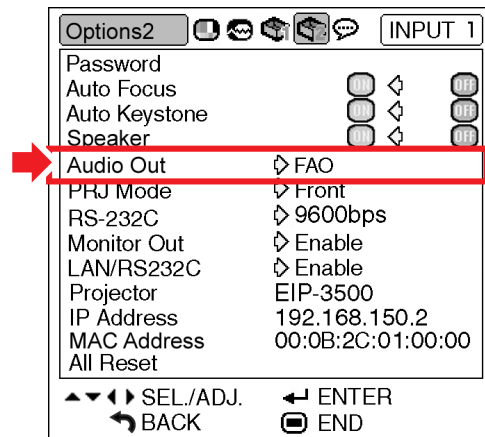 Options2 INPUT 1
Password
Auto Focus ON OFF
Auto Keystone ON OFF
Speaker ON OFF
Audio Out FAO
PRJ Mode Front
RS-232C 9600bps
Monitor Out Enable
LAN/RS232C Enable
Projector EIP-3500
IP Address 192.168.150.2
MAC Address 00:0B:2C:01:00:00
All Reset
SEL./ADJ. ENTER
BACK END